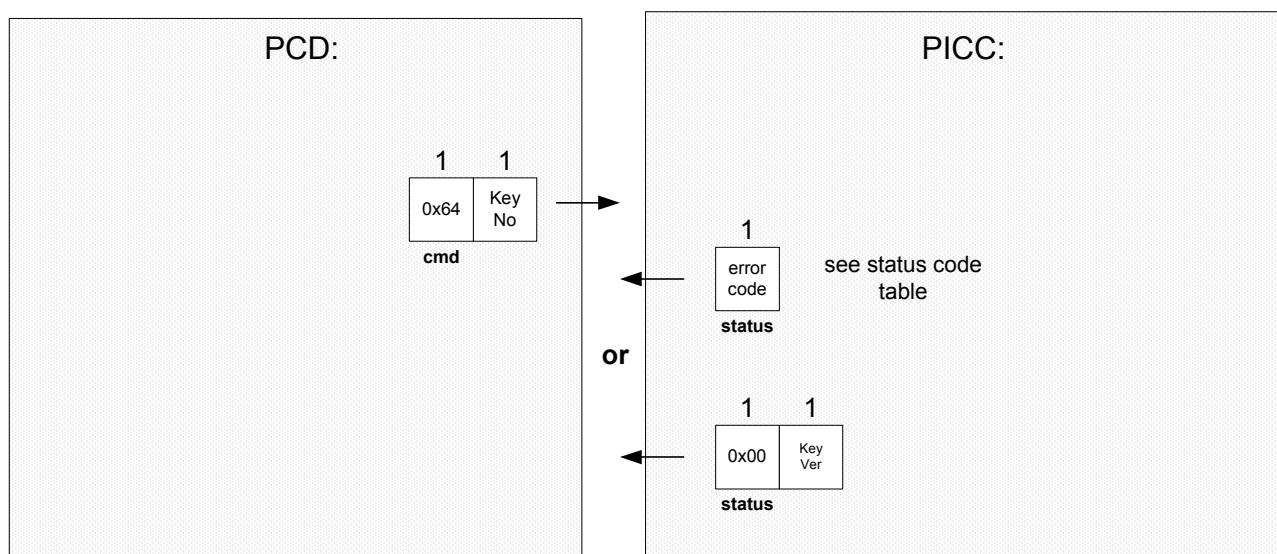 PCD:
PICC:
1 1
0x64 Key No
cmd
1
error code
status
see status code
table
or
1 1
0x00 Key Ver
status